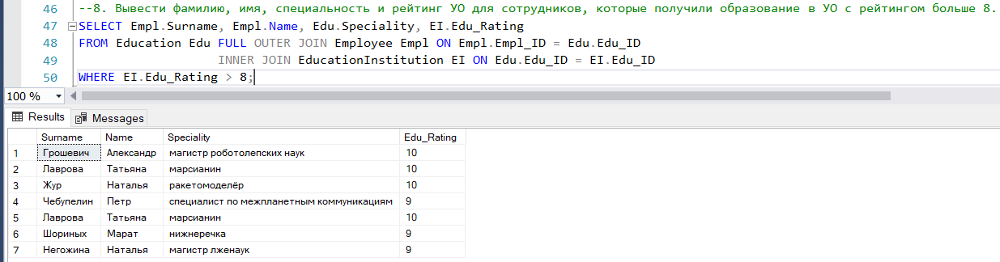 46 --8. Вывести фамилию, имя, специальность и рейтинг УО для сотрудников, которые получили образование в УО с рейтингом больше 8.
47 SELECT Empl.Surname, Empl.Name, Edu.Speciality, EI.Edu_Rating
48 FROM Education Edu FULL OUTER JOIN Employee Empl ON Empl.Empl_ID = Edu.Edu_ID
49 INNER JOIN EducationInstitution EI ON Edu.Edu_ID = EI.Edu_ID
50 WHERE EI.Edu_Rating > 8;
100 %
Results Messages
Surname Name Speciality Edu_Rating
1 Грошевич Александр магистр роботолепских наук 10
2 Лаврова Татьяна марсианин 10
3 Жур Наталья ракетомоделёр 10
4 Чебупелин Петр специалист по межпланетным коммуникациям 9
5 Лаврова Татьяна марсианин 10
6 Шориных Марат нижнеречка 9
7 Негожина Наталья магистр лженаук 9